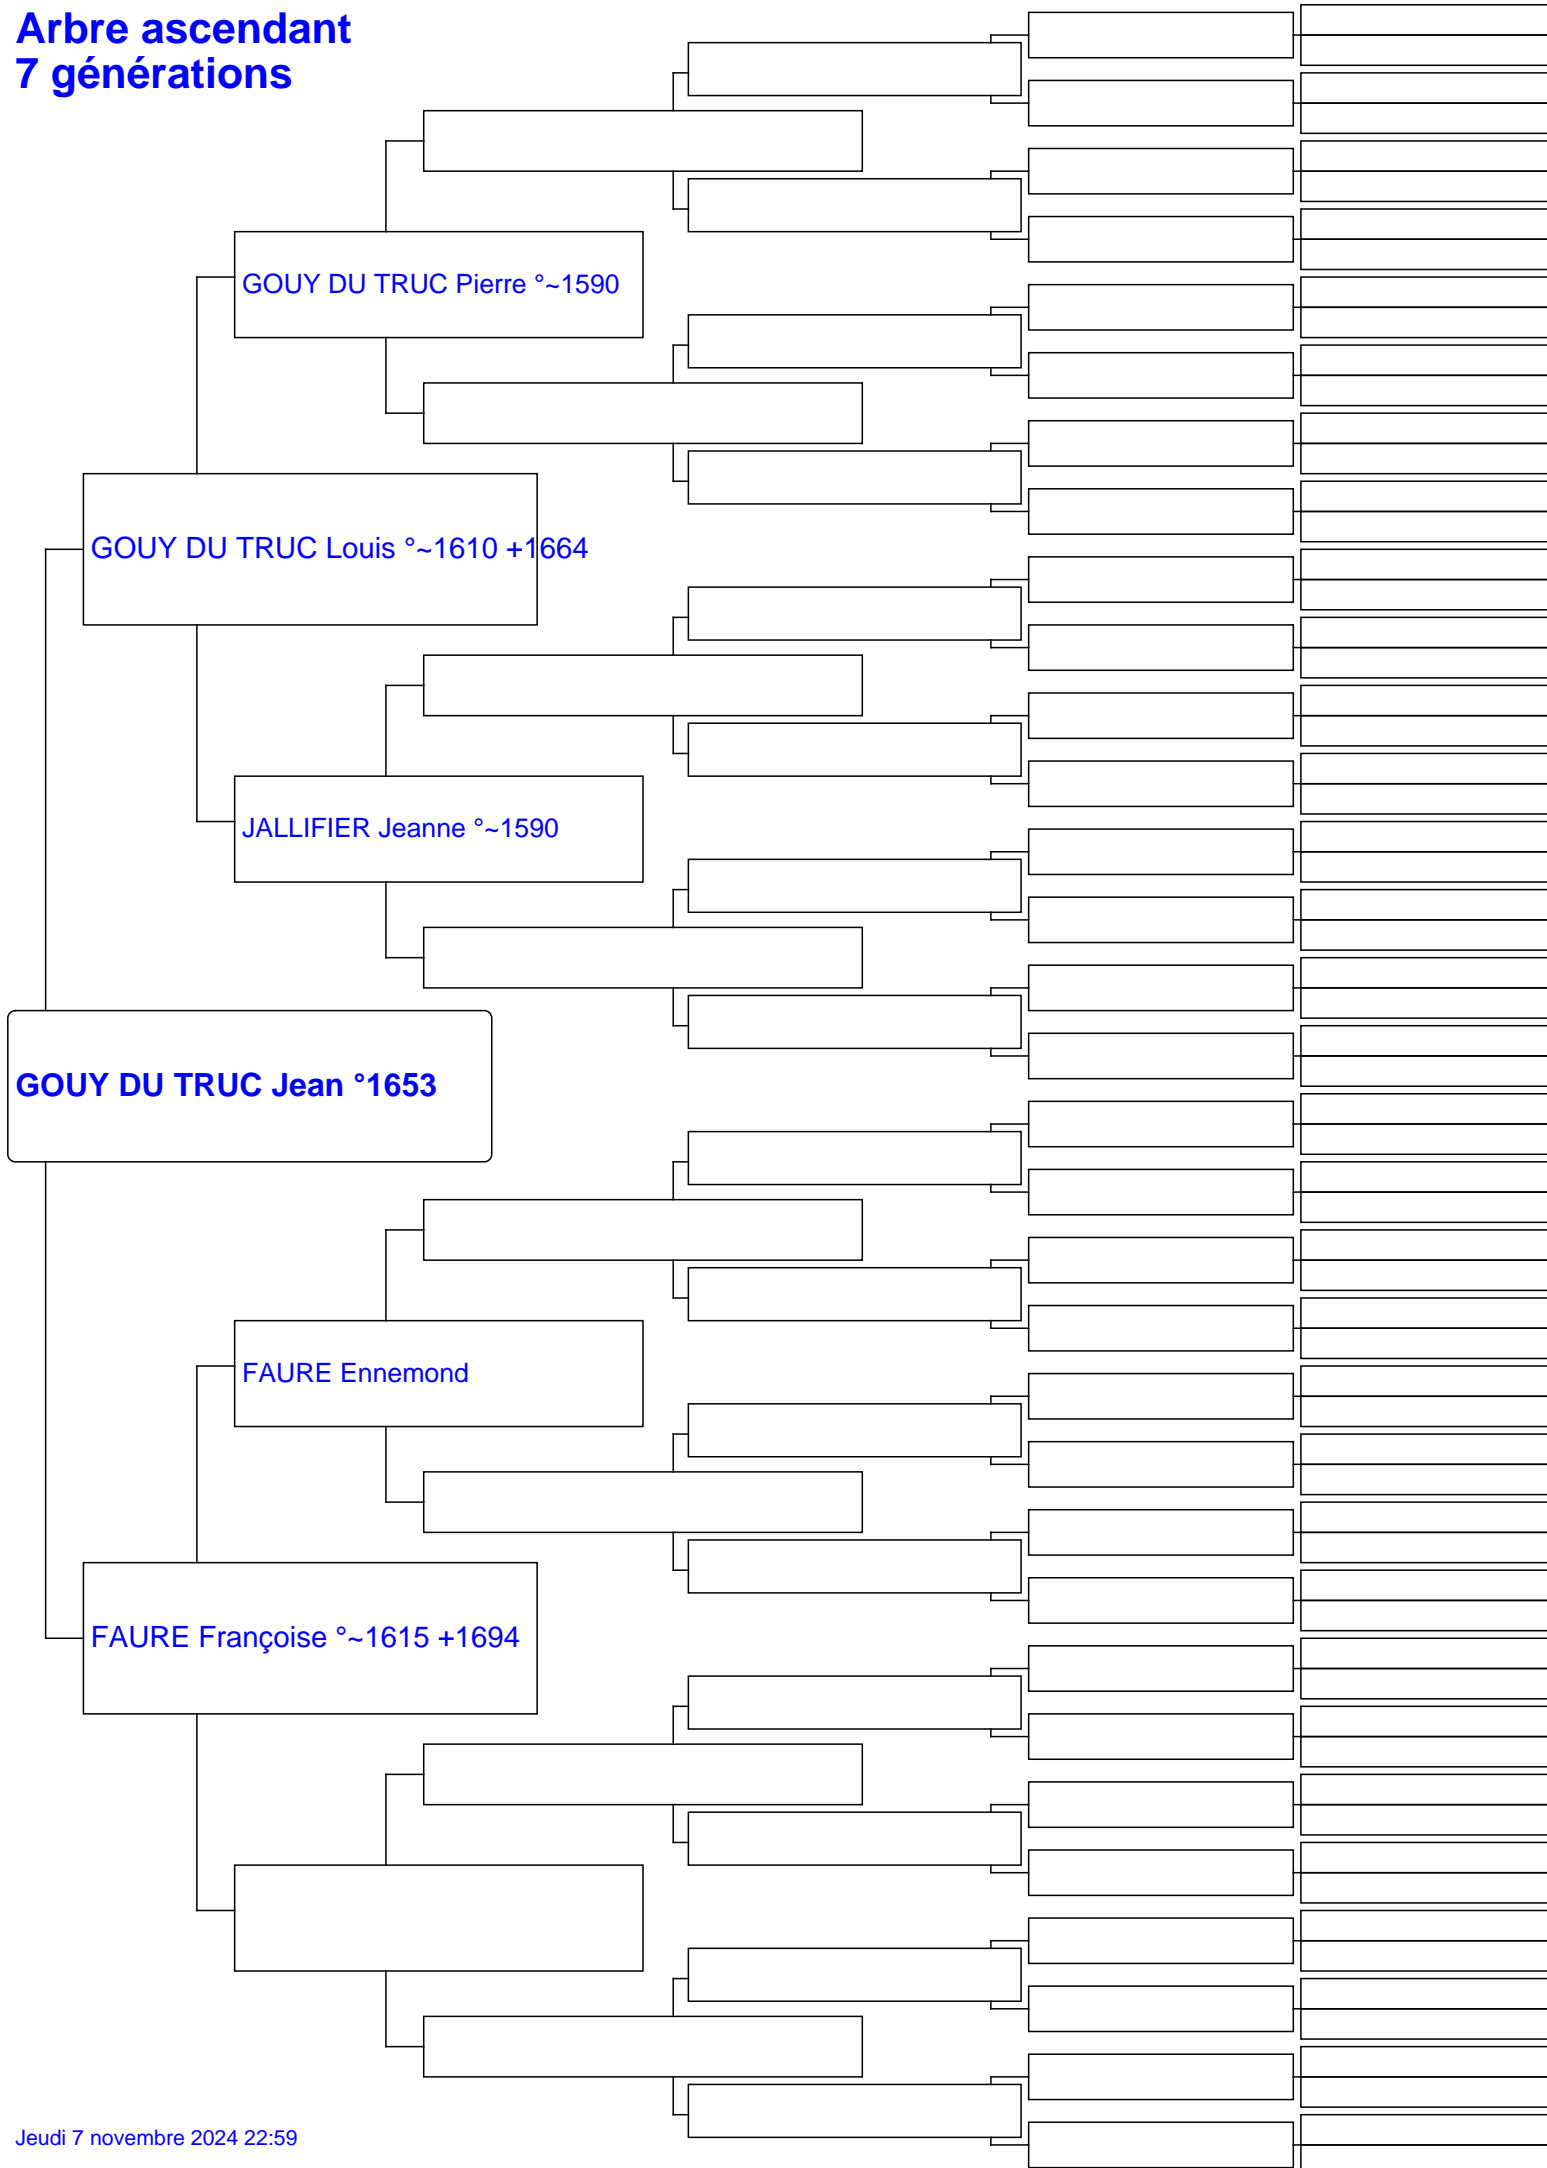 Arbre ascendant
7 générations
GOUY DU TRUC Pierre °~1590
GOUY DU TRUC Louis °~1610 +1664
JALLIFIER Jeanne °~1590
GOUY DU TRUC Jean °1653
FAURE Ennemond
FAURE Françoise °~1615 +1694
Jeudi 7 novembre 2024 22:59